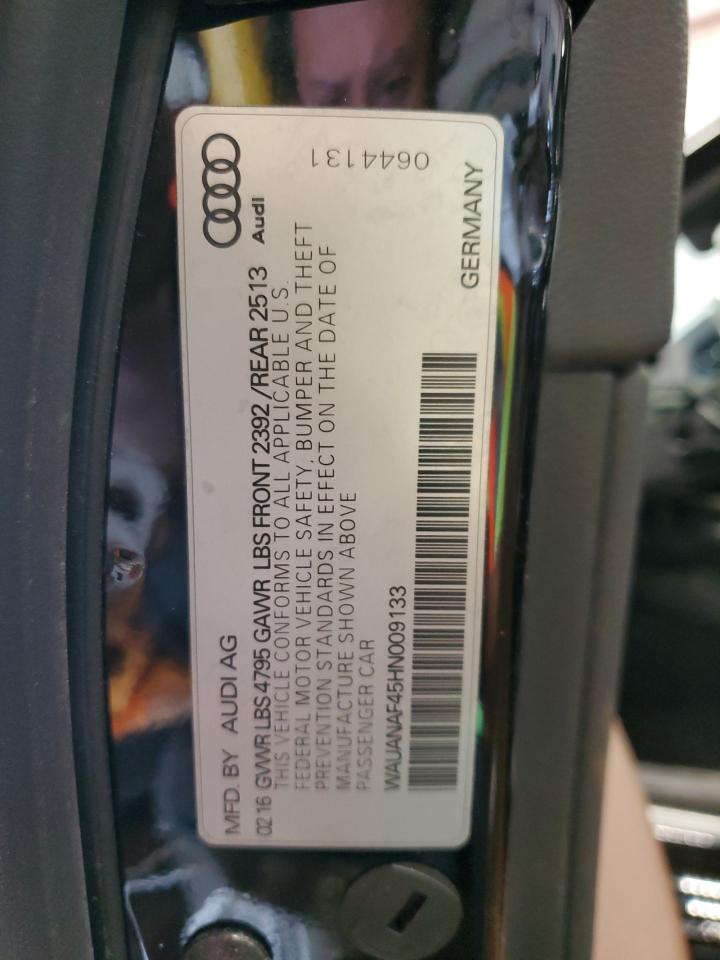 MFD. BY AUDI AG
Audi
02 16 GVWR LBS 4795 GAWR LBS FRONT 2392 /REAR 2513
THIS VEHICLE CONFORMS TO ALL APPLICABLE U.S.
FEDERAL MOTOR VEHICLE SAFETY, BUMPER AND THEFT
PREVENTION STANDARDS IN EFFECT ON THE DATE OF
MANUFACTURE SHOWN ABOVE
PASSENGER CAR
0644131
WAUANAF45HN009133
GERMANY